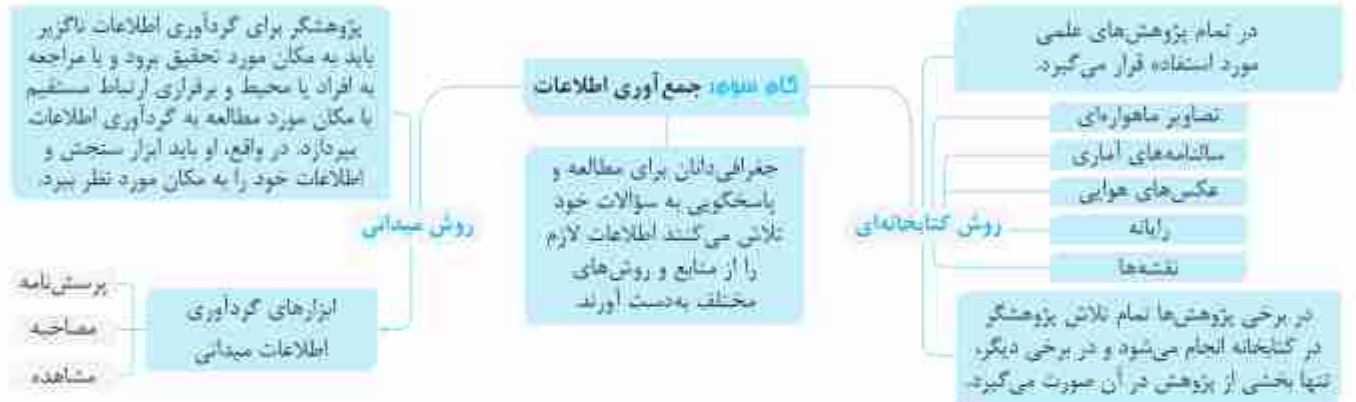 گام سوم: جمع‌آوری اطلاعات
جغرافی‌دانان برای مطالعه و
پاسخگویی به سؤالات خود
تلاش می‌کنند اطلاعات لازم
را از منابع و روش‌های
مختلف به‌دست آورند.
روش کتابخانه‌ای
در تمام پژوهش‌های علمی
مورد استفاده قرار می‌گیرد.
تصاویر ماهواره‌ای
سالنامه‌های آماری
عکس‌های هوایی
رایانه
نقشه‌ها
در برخی پژوهش‌ها تمام تلاش پژوهشگر
در کتابخانه انجام می‌شود و در برخی دیگر،
تنها بخشی از پژوهش در آن صورت می‌گیرد.
روش میدانی
پژوهشگر برای گردآوری اطلاعات ناگزیر
باید به مکان مورد تحقیق برود و با مراجعه
به افراد یا محیط و برقراری ارتباط مستقیم
با مکان مورد مطالعه به گردآوری اطلاعات
بپردازد. در واقع، او باید ابزار سنجش و
اطلاعات خود را به مکان مورد نظر ببرد.
ابزارهای گردآوری
اطلاعات میدانی
پرسش‌نامه
مصاحبه
مشاهده